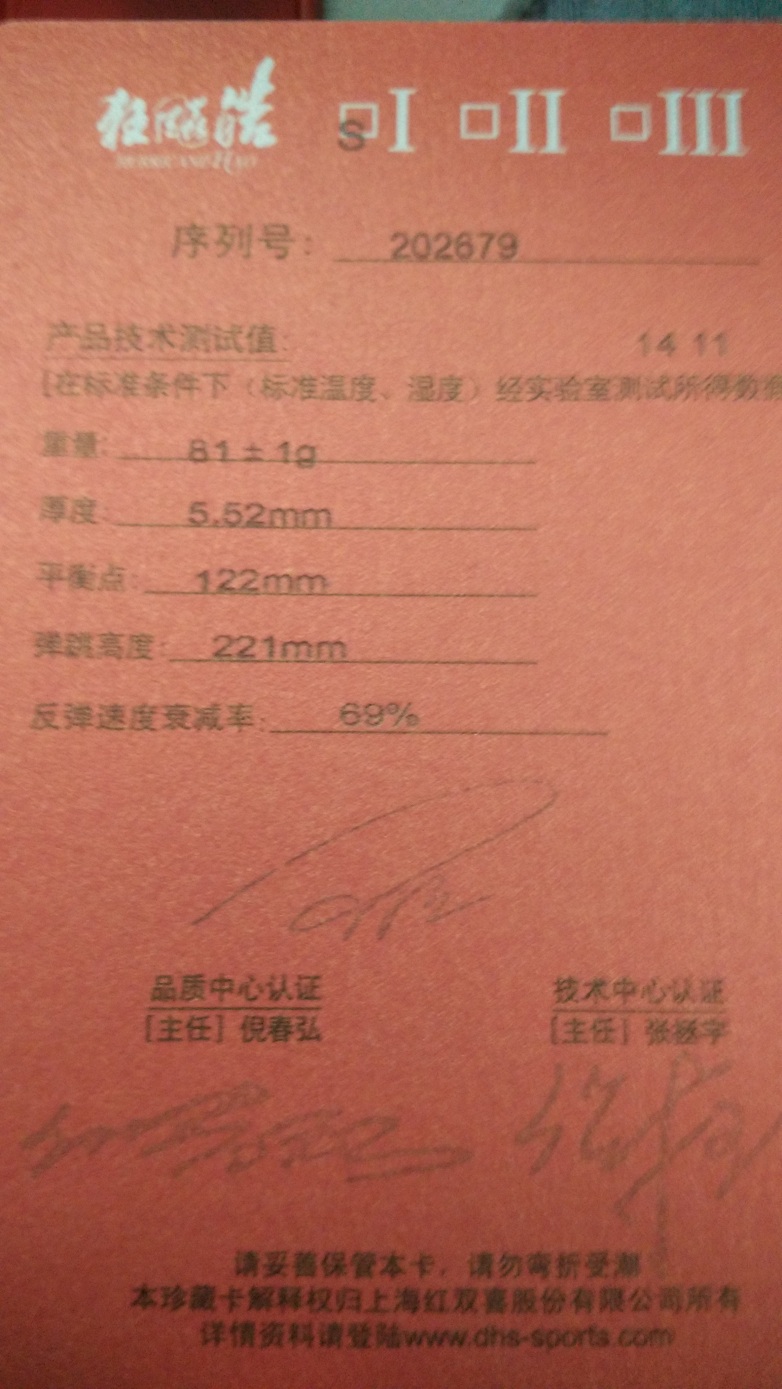 狂飚皓 □I □II □III
HURRICANE HAO S
序列号: 202679
产品技术测试值: 14 11
[在标准条件下（标准温度、湿度）经实验室测试所得数据
重量: 81±1g
厚度: 5.52mm
平衡点: 122mm
弹跳高度: 221mm
反弹速度衰减率: 69%
品质中心认证 技术中心认证
[主任] 倪春弘 [主任] 张 宇
请妥善保管本卡，请勿弯折受潮
本珍藏卡解释权归上海红双喜股份有限公司所有
详情资料请登陆www.dhs-sports.com